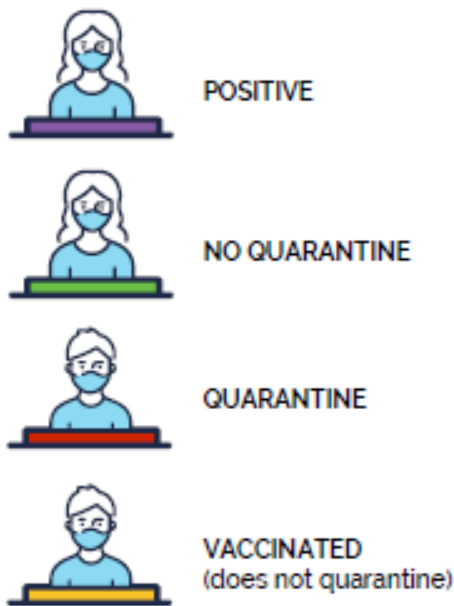 POSITIVE
NO QUARANTINE
QUARANTINE
VACCINATED
(does not quarantine)